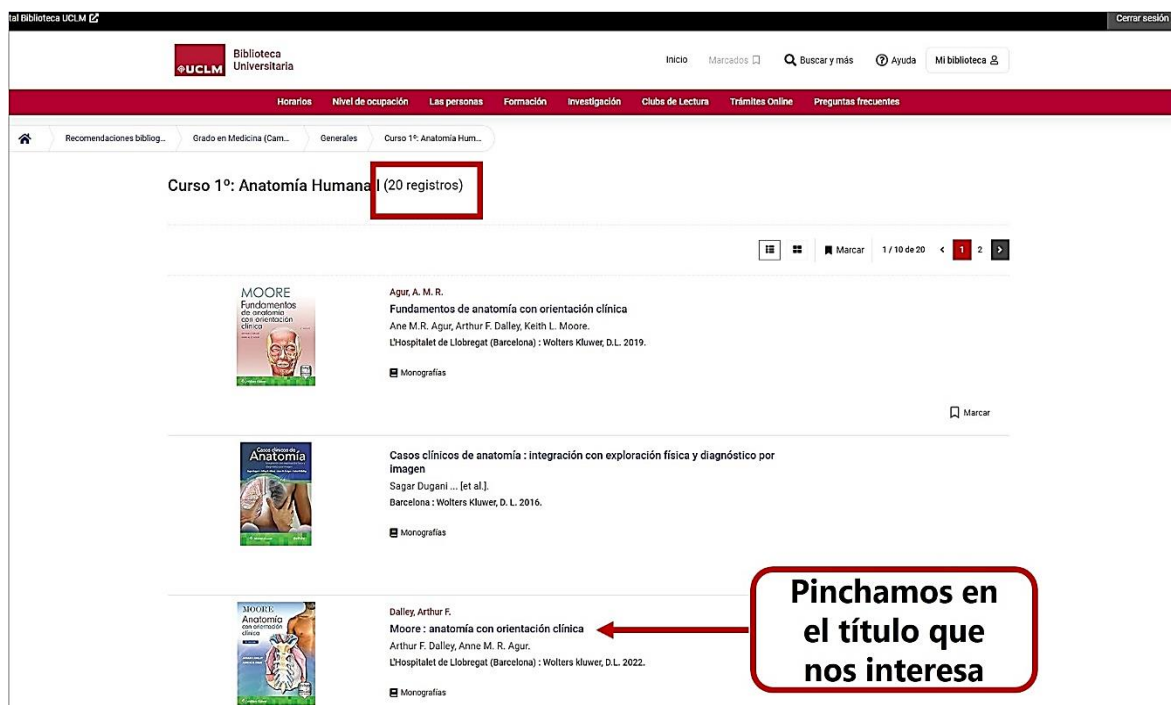 tal Biblioteca UCLM
Cerrar sesión
UCLM
Biblioteca
Universitaria
Inicio Marcados Buscar y más Ayuda Mi biblioteca
Horarios Nivel de ocupación Las personas Formación Investigación Clubs de Lectura Trámites Online Preguntas frecuentes
Recomendaciones bibliog... Grado en Medicina (Cam... Generales Curso 1º: Anatomía Hum...
Curso 1º: Anatomía Humana I (20 registros)
Marcar 1 / 10 de 20 < 1 2 >
MOORE
Fundamentos
de anatomía
con orientación
clínica
Agur, A. M. R.
Fundamentos de anatomía con orientación clínica
Ane M.R. Agur, Arthur F. Dalley, Keith L. Moore.
L'Hospitalet de Llobregat (Barcelona) : Wolters Kluwer, D.L. 2019.
Monografías
Marcar
Casos clínicos de
Anatomía
Casos clínicos de anatomía : integración con exploración física y diagnóstico por
imagen
Sagar Dugani ... [et al.].
Barcelona : Wolters Kluwer, D. L. 2016.
Monografías
MOORE
Anatomía
con orientación
clínica
Dalley, Arthur F.
Moore : anatomía con orientación clínica
Arthur F. Dalley, Anne M. R. Agur.
L'Hospitalet de Llobregat (Barcelona) : Wolters kluwer, D.L. 2022.
Monografías
Pinchamos en
el título que
nos interesa